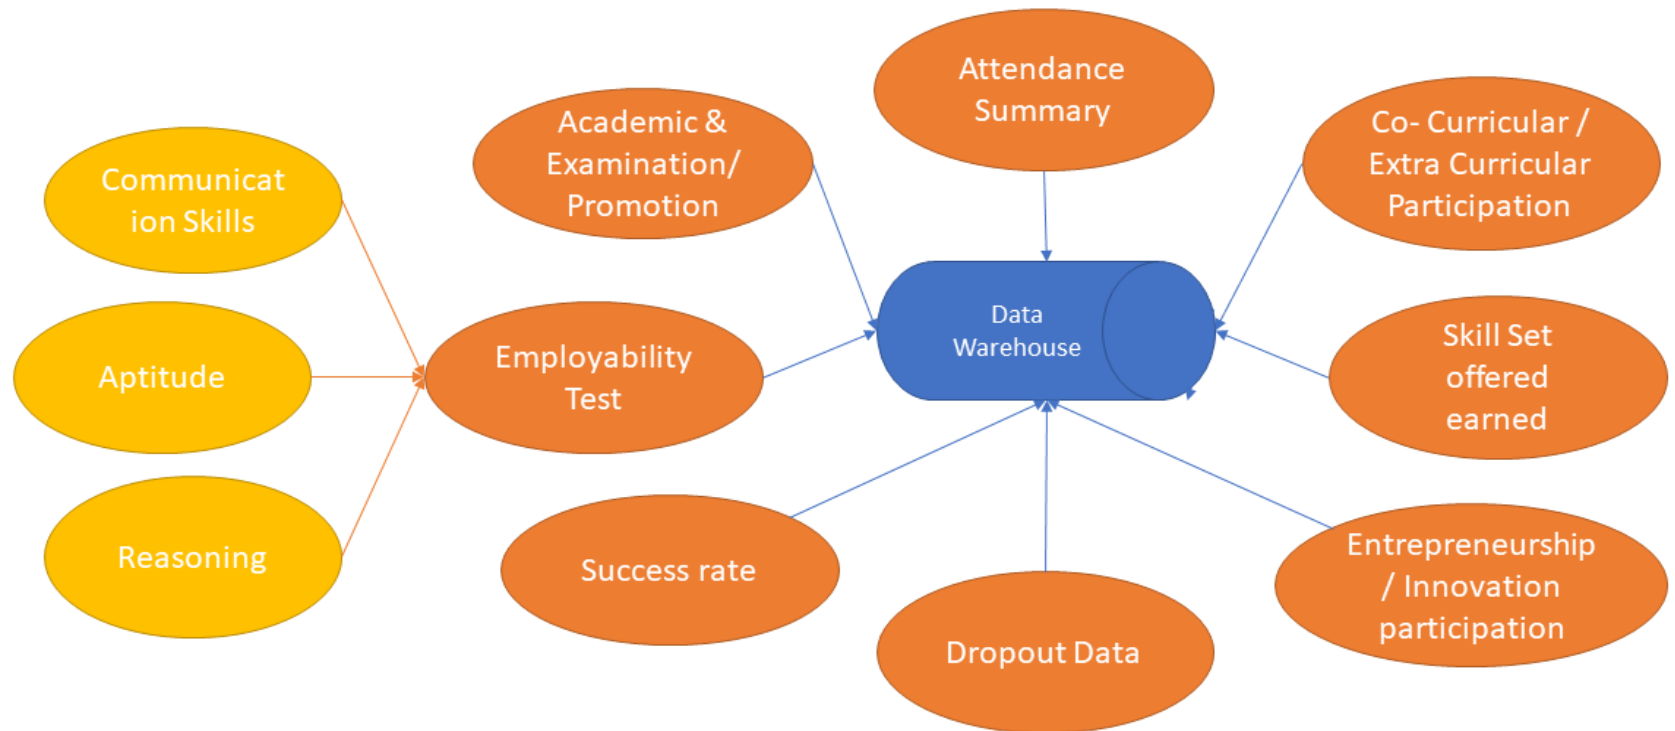 Attendance
Summary
Academic &
Examination/
Promotion
Co- Curricular /
Extra Curricular
Participation
Communicat
ion Skills
Data
Warehouse
Aptitude
Employability
Test
Skill Set
offered
earned
Reasoning
Success rate
Entrepreneurship
/ Innovation
participation
Dropout Data